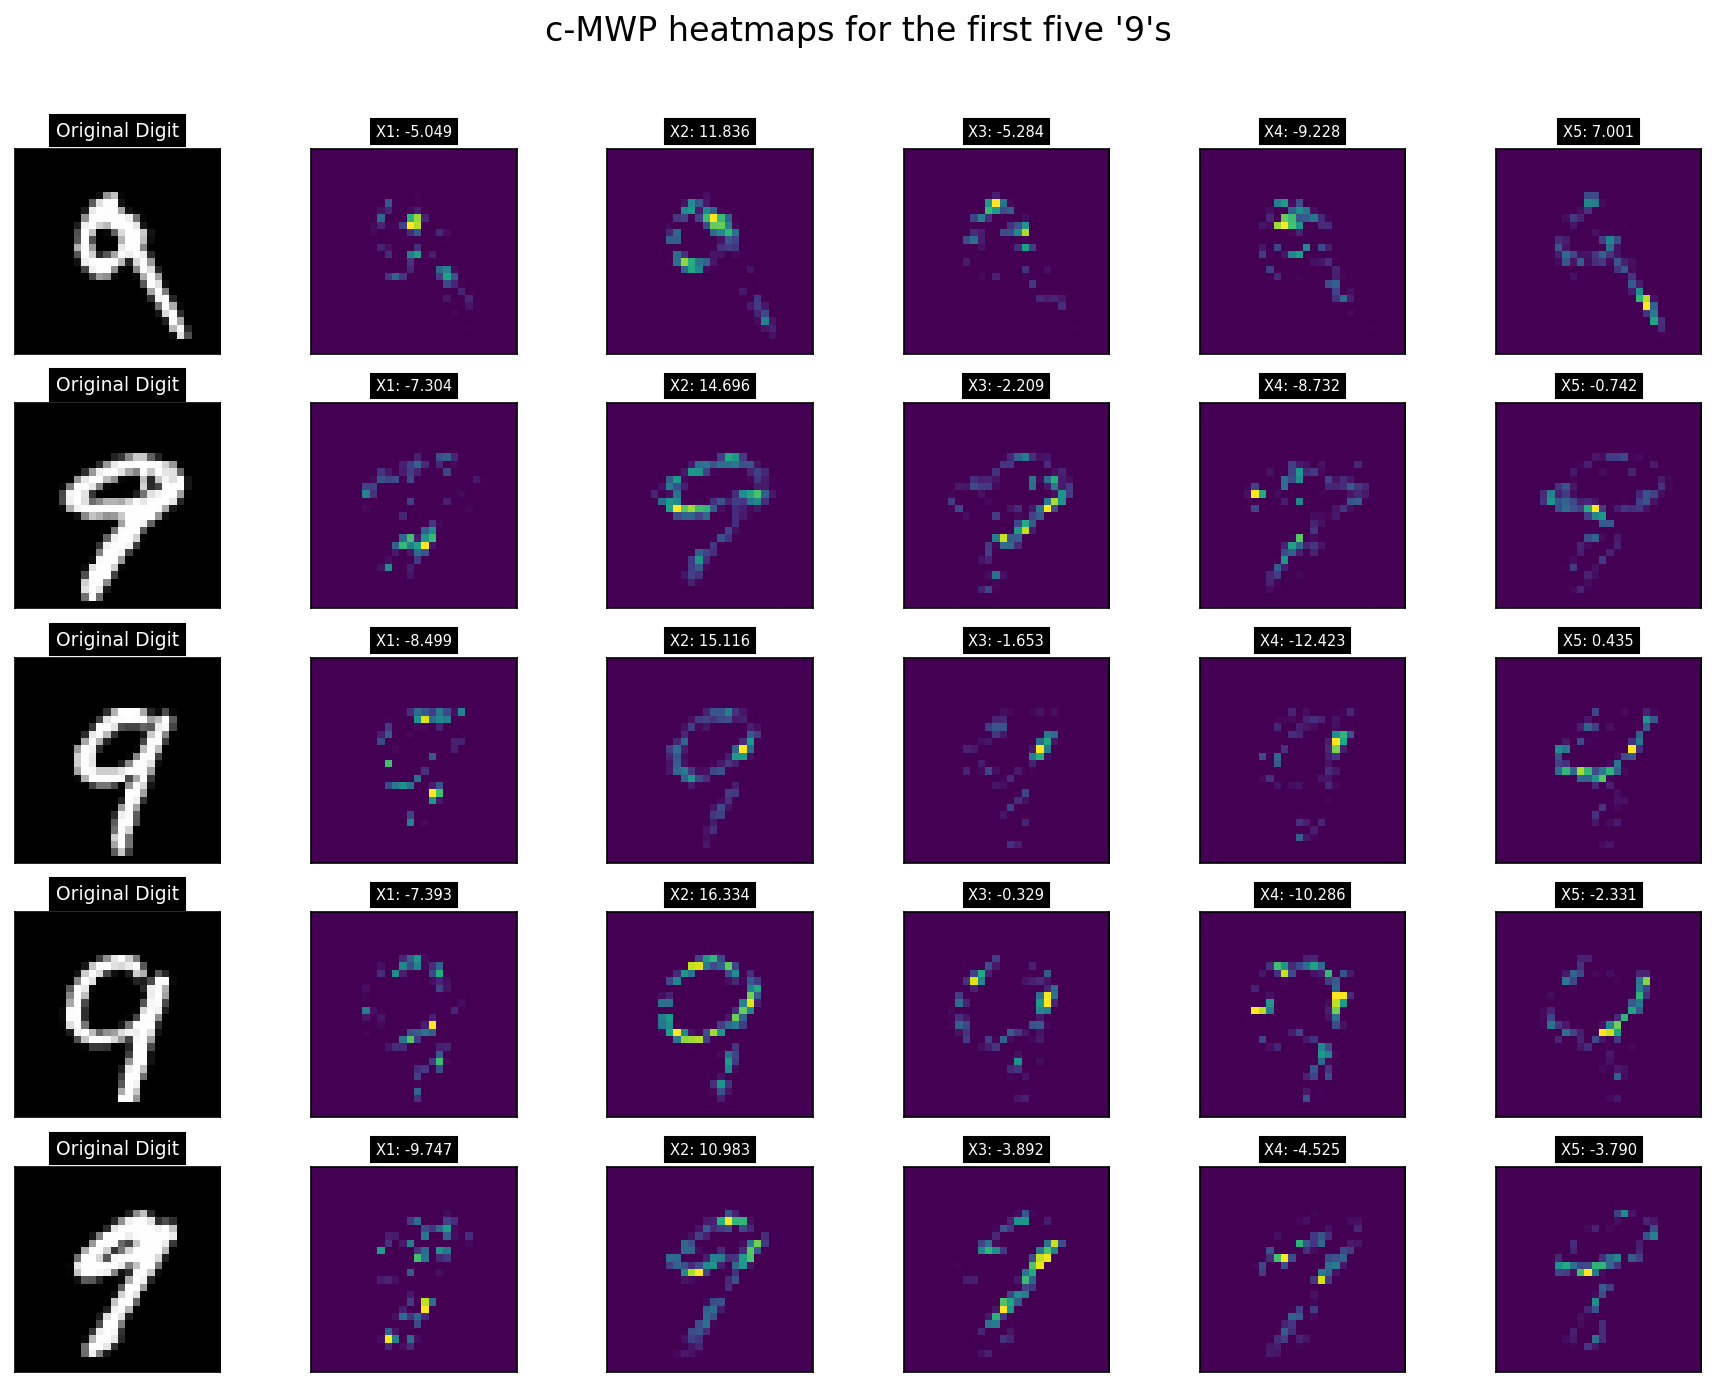 c-MWP heatmaps for the first five '9's
Original Digit X1: -5.049 X2: 11.836 X3: -5.284 X4: -9.228 X5: 7.001
Original Digit X1: -7.304 X2: 14.696 X3: -2.209 X4: -8.732 X5: -0.742
Original Digit X1: -8.499 X2: 15.116 X3: -1.653 X4: -12.423 X5: 0.435
Original Digit X1: -7.393 X2: 16.334 X3: -0.329 X4: -10.286 X5: -2.331
Original Digit X1: -9.747 X2: 10.983 X3: -3.892 X4: -4.525 X5: -3.790